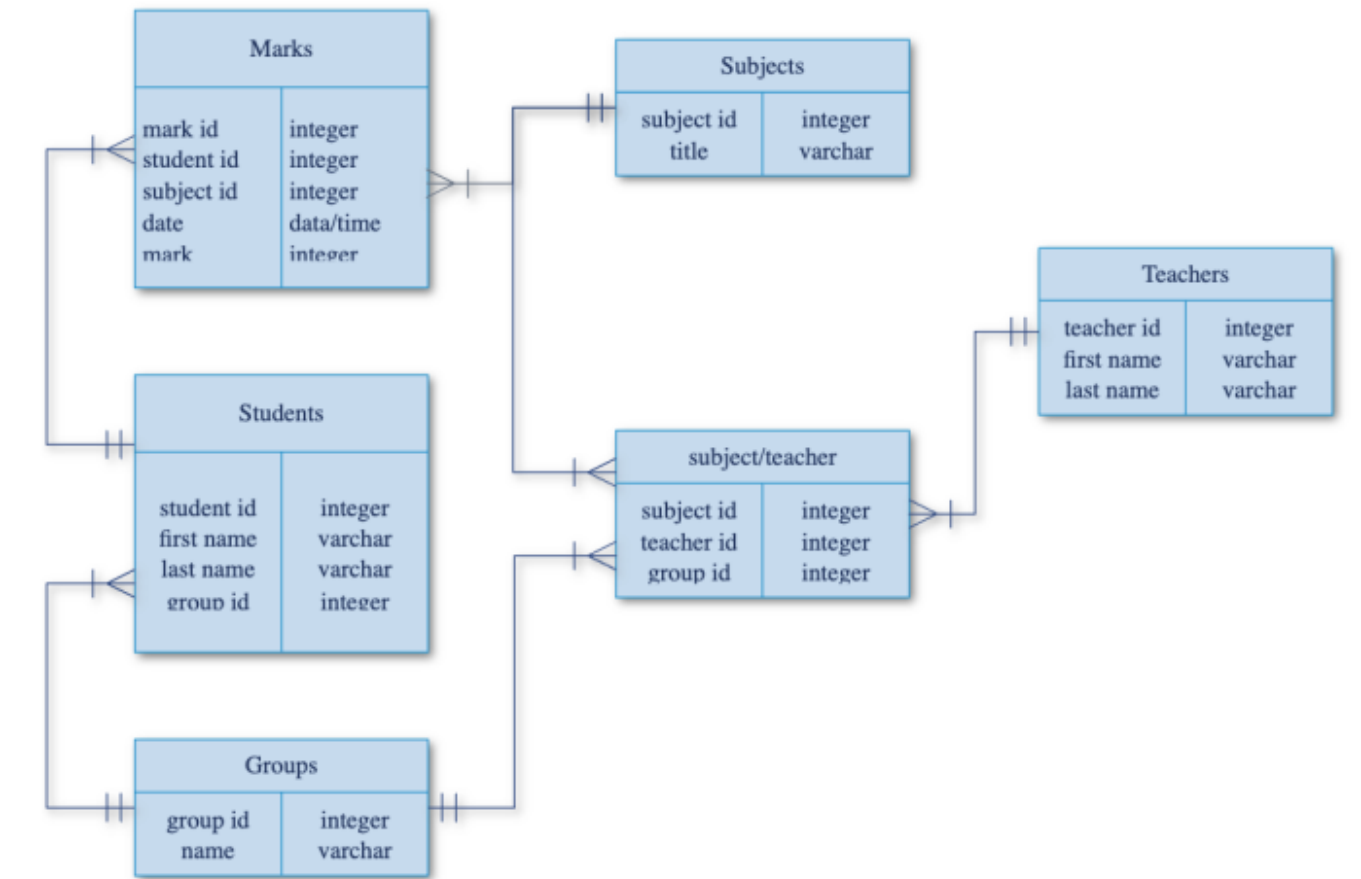 Marks
mark id integer
student id integer
subject id integer
date data/time
mark integer
Subjects
subject id integer
title varchar
Teachers
teacher id integer
first name varchar
last name varchar
Students
student id integer
first name varchar
last name varchar
group id integer
subject/teacher
subject id integer
teacher id integer
group id integer
Groups
group id integer
name varchar